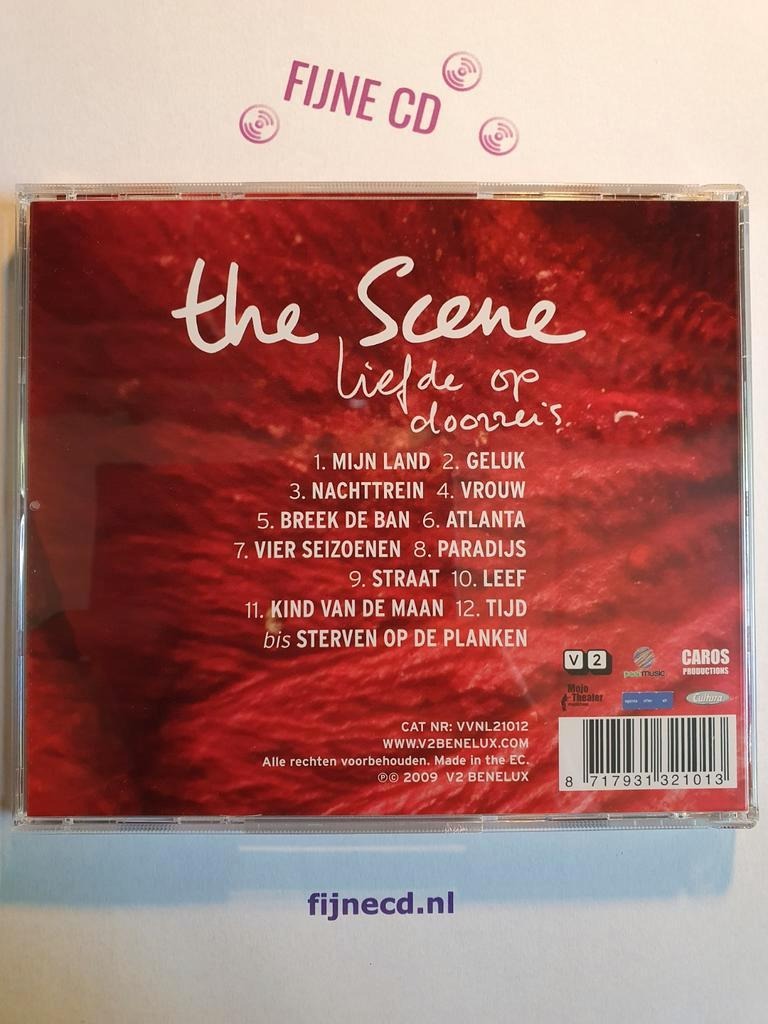 FIJNE CD
the Scene
liefde op
doorreis
1. MIJN LAND 2. GELUK
3. NACHTTREIN 4. VROUW
5. BREEK DE BAN 6. ATLANTA
7. VIER SEIZOENEN 8. PARADIJS
9. STRAAT 10. LEEF
11. KIND VAN DE MAAN 12. TIJD
bis STERVEN OP DE PLANKEN
V2
peermusic
CAROS
PRODUCTIONS
Mojo
Theater
Cultura
CAT NR: VVNL21012
WWW.V2BENELUX.COM
Alle rechten voorbehouden. Made in the EC.
℗© 2009 V2 BENELUX
8 717931 321013
fijnecd.nl